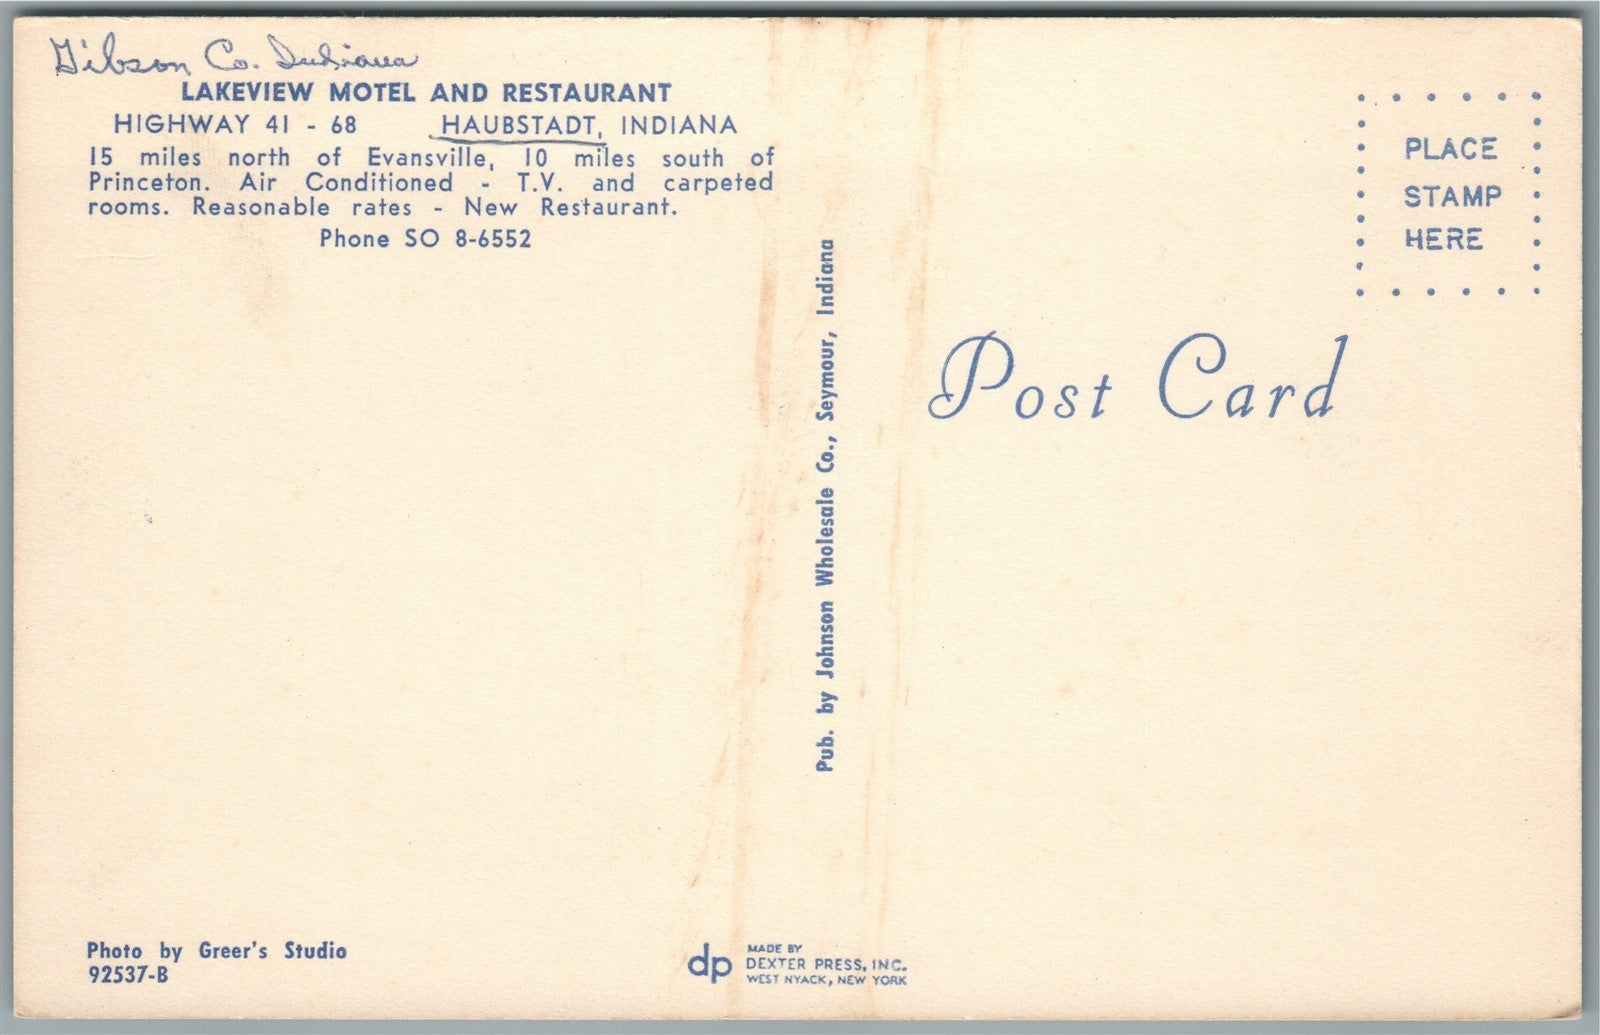 Gibson Co. Indiana
LAKEVIEW MOTEL AND RESTAURANT
HIGHWAY 41 - 68 HAUBSTADT, INDIANA
15 miles north of Evansville, 10 miles south of
Princeton. Air Conditioned - T.V. and carpeted
rooms. Reasonable rates - New Restaurant.
Phone SO 8-6552
Photo by Greer's Studio
92537-B
Pub. by Johnson Wholesale Co., Seymour, Indiana
dp
MADE BY
DEXTER PRESS, INC.
WEST NYACK, NEW YORK
PLACE
STAMP
HERE
Post Card